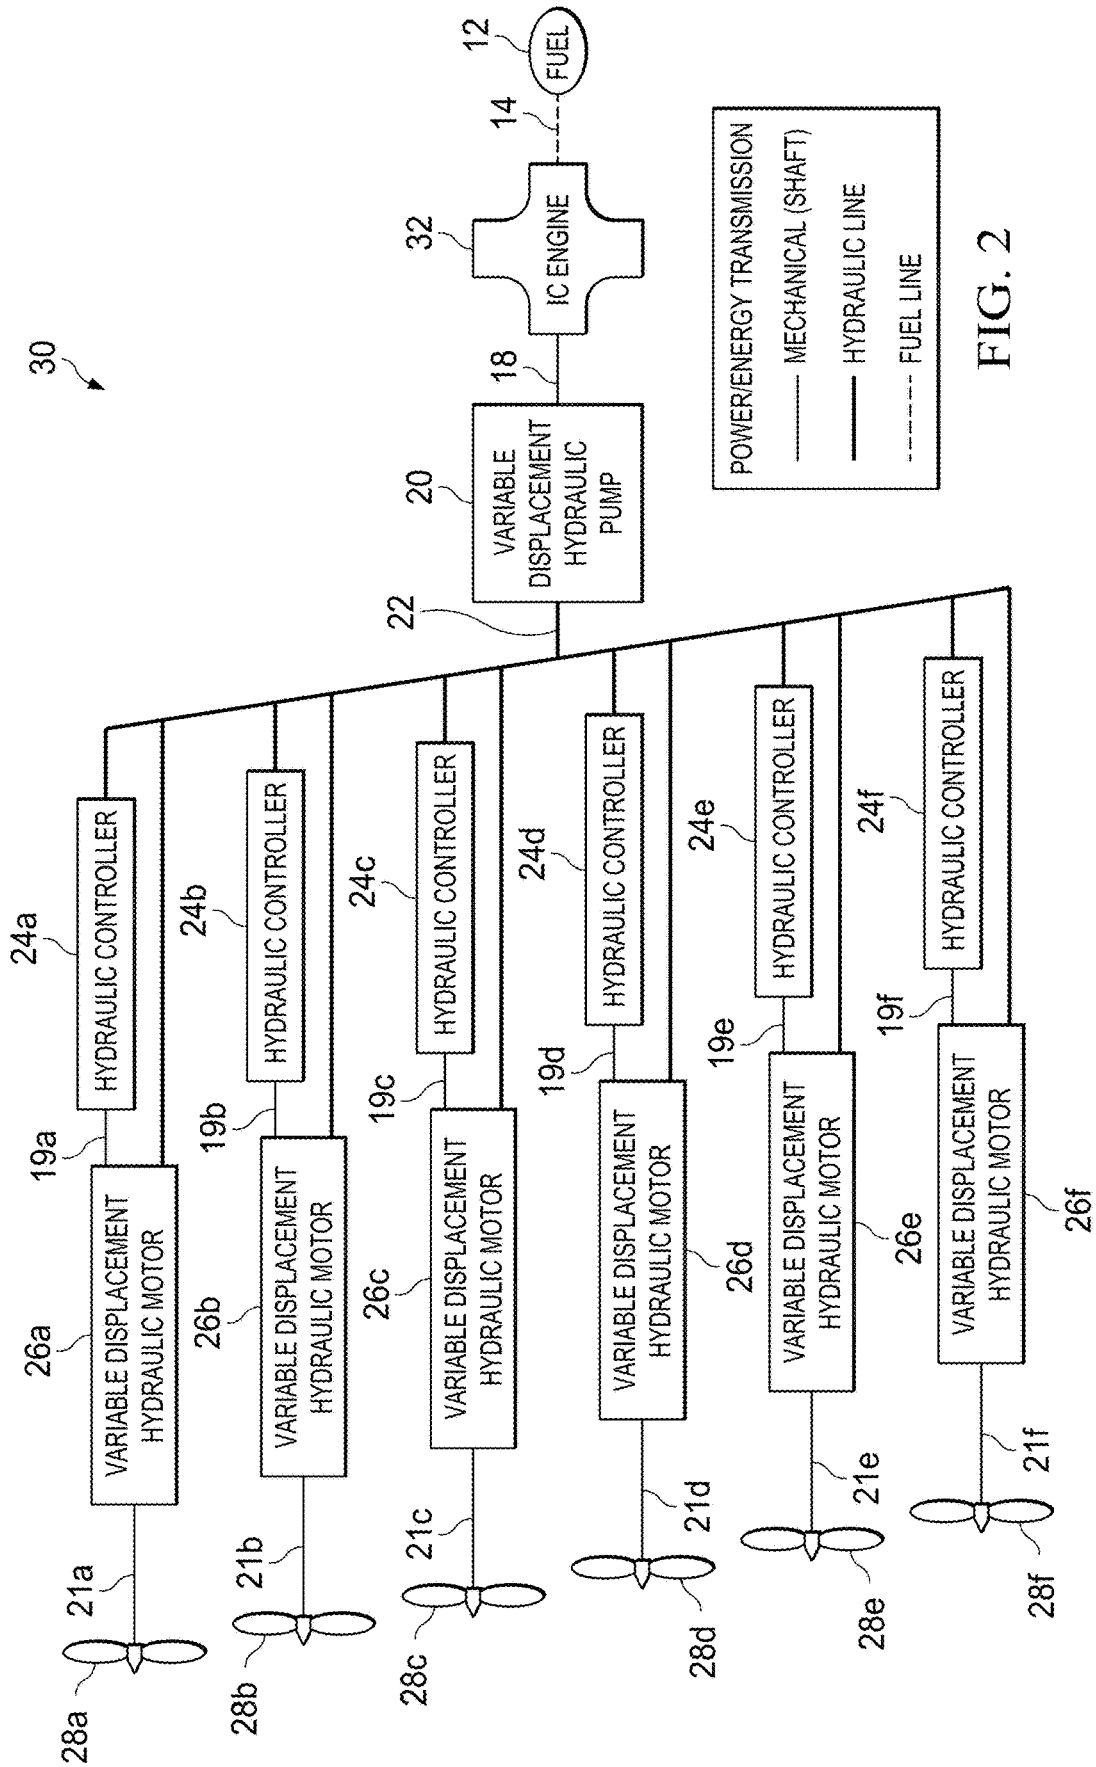 30
12
FUEL
14
32
IC ENGINE
18
20
VARIABLE
DISPLACEMENT
HYDRAULIC
PUMP
22
24a
HYDRAULIC CONTROLLER
19a
26a
VARIABLE DISPLACEMENT
HYDRAULIC MOTOR
21a
28a
24b
HYDRAULIC CONTROLLER
19b
26b
VARIABLE DISPLACEMENT
HYDRAULIC MOTOR
21b
28b
24c
HYDRAULIC CONTROLLER
19c
26c
VARIABLE DISPLACEMENT
HYDRAULIC MOTOR
21c
28c
24d
HYDRAULIC CONTROLLER
19d
26d
VARIABLE DISPLACEMENT
HYDRAULIC MOTOR
21d
28d
24e
HYDRAULIC CONTROLLER
19e
26e
VARIABLE DISPLACEMENT
HYDRAULIC MOTOR
21e
28e
24f
HYDRAULIC CONTROLLER
19f
26f
VARIABLE DISPLACEMENT
HYDRAULIC MOTOR
21f
28f
POWER/ENERGY TRANSMISSION
MECHANICAL (SHAFT)
HYDRAULIC LINE
FUEL LINE
FIG. 2